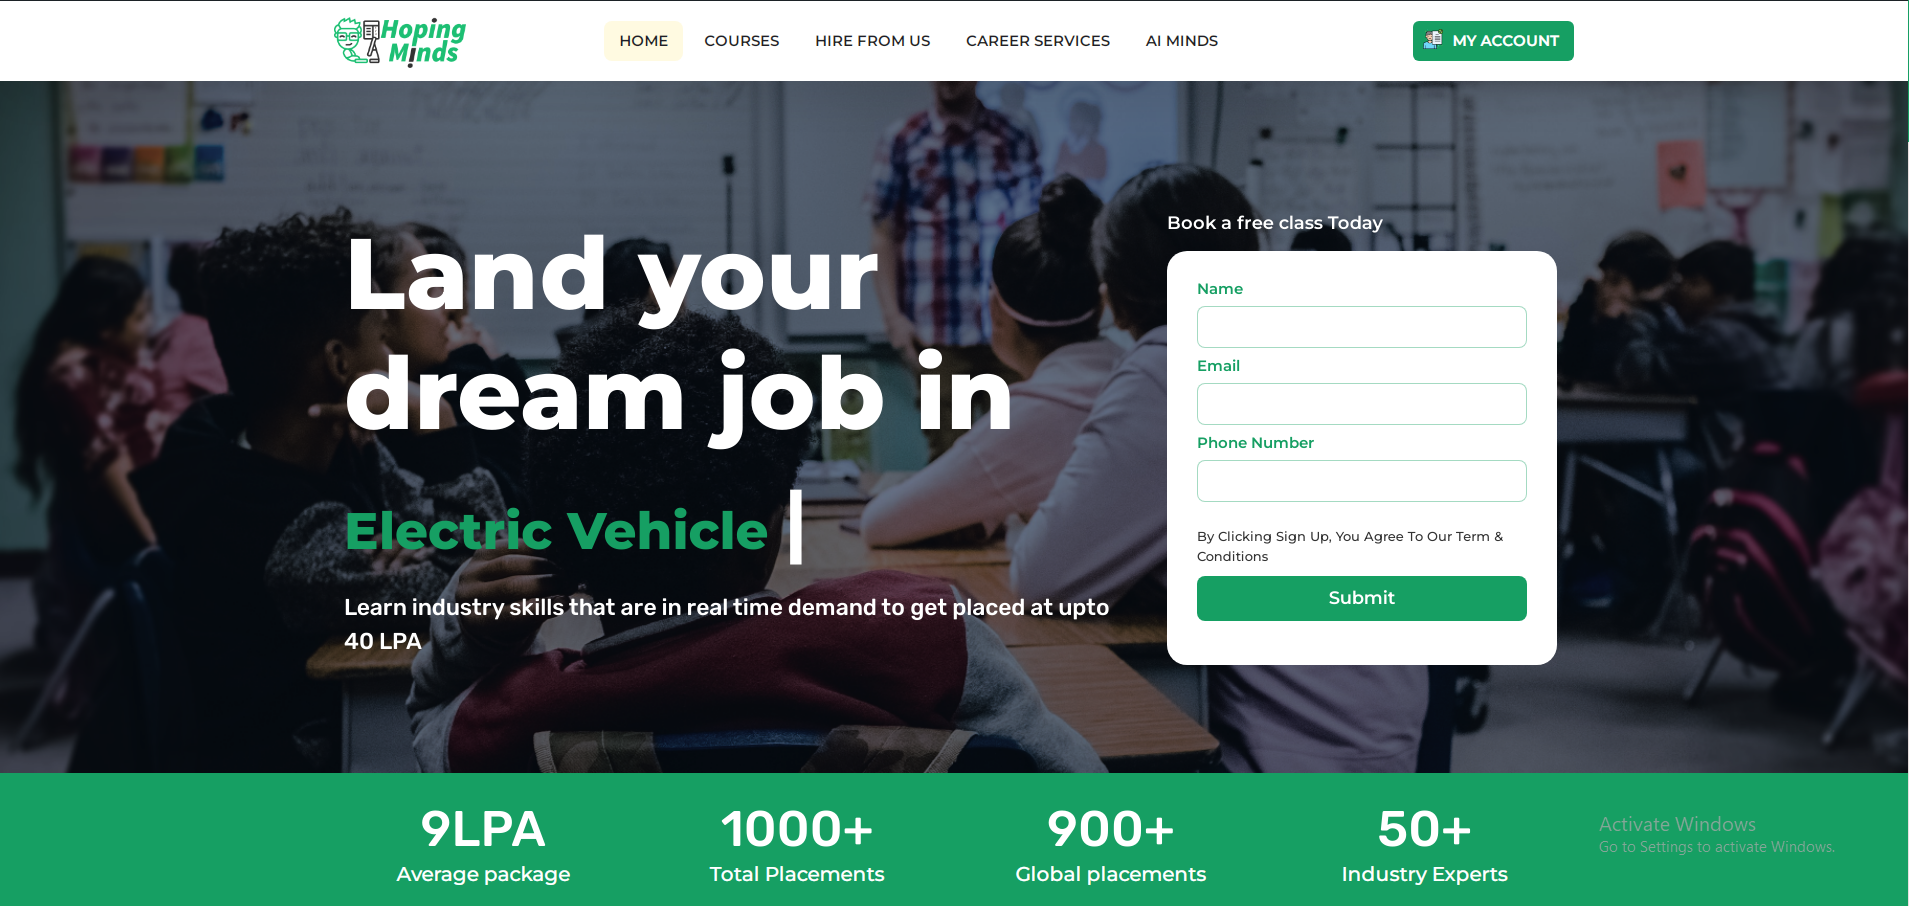 Hoping
Minds
HOME
COURSES
HIRE FROM US
CAREER SERVICES
AI MINDS
MY ACCOUNT
Land your
dream job in
Electric Vehicle
Learn industry skills that are in real time demand to get placed at upto
40 LPA
Book a free class Today
Name
Email
Phone Number
By Clicking Sign Up, You Agree To Our Term &
Conditions
Submit
9LPA
Average package
1000+
Total Placements
900+
Global placements
50+
Industry Experts
Activate Windows
Go to Settings to activate Windows.